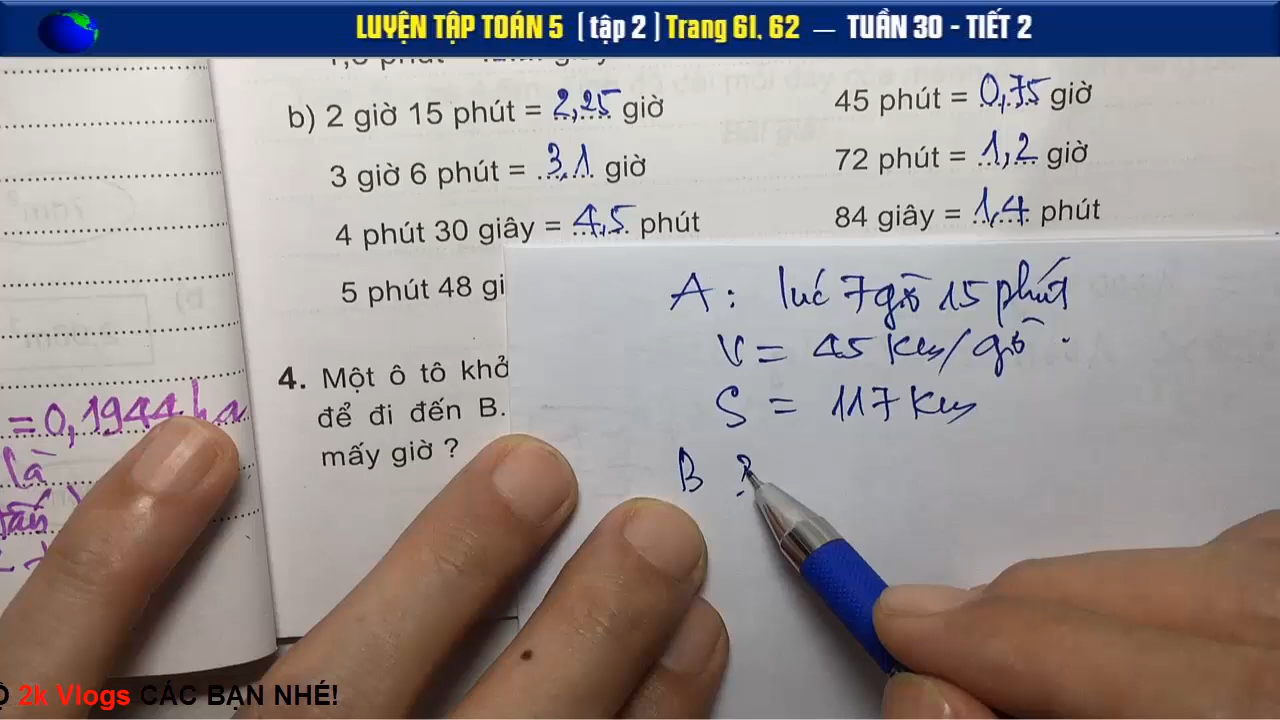 LUYỆN TẬP TOÁN 5 ( tập 2 ) Trang 61, 62 — TUẦN 30 - TIẾT 2
b) 2 giờ 15 phút = 2,25 giờ
45 phút = 0,75 giờ
3 giờ 6 phút = 3,1 giờ
72 phút = 1,2 giờ
4 phút 30 giây = 4,5 phút
84 giây = 1,4 phút
5 phút 48 gi
A : lúc 7 giờ 15 phút
V = 45 km/giờ
S = 117 km
B ?
4. Một ô tô khở
để đi đến B.
mấy giờ ?
= 0,1944 ha
là
2k Vlogs CÁC BẠN NHÉ!